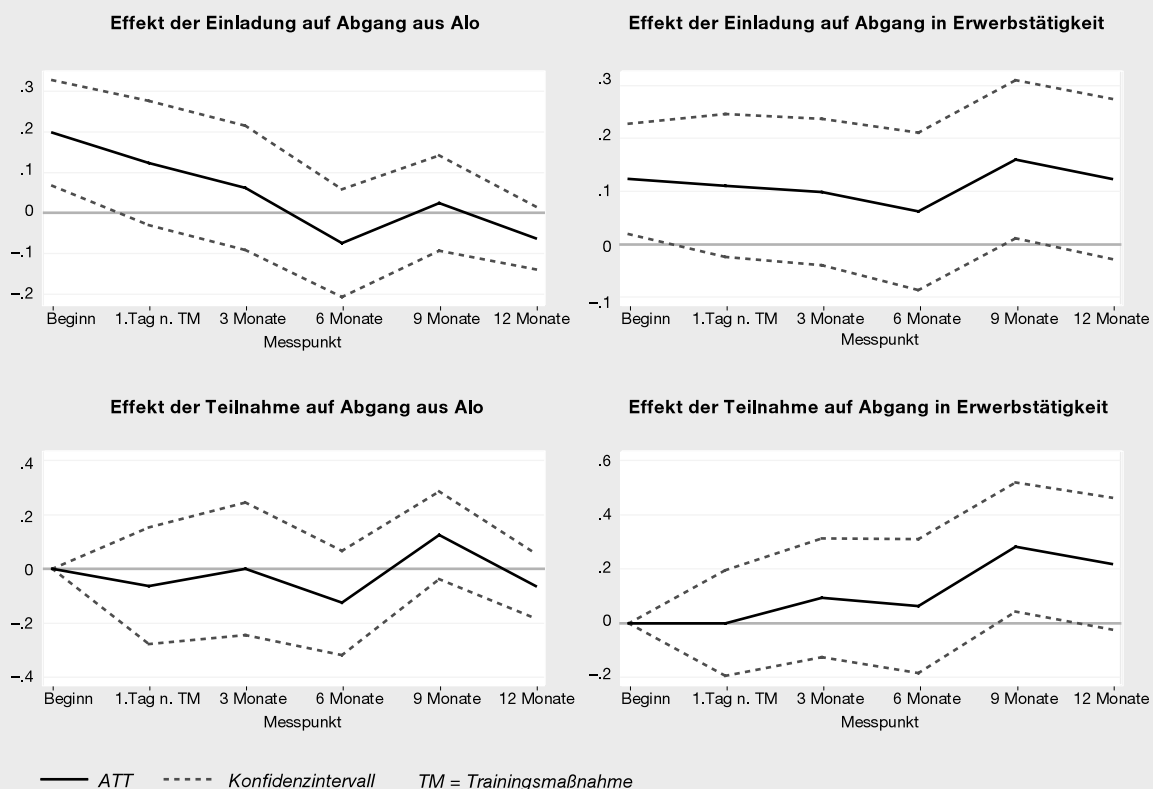 Effekt der Einladung auf Abgang aus Alo
.3
.2
.1
0
−.1
−.2
Beginn 1.Tag n. TM 3 Monate 6 Monate 9 Monate 12 Monate
Messpunkt
Effekt der Einladung auf Abgang in Erwerbstätigkeit
.3
.2
.1
0
−.1
Beginn 1.Tag n. TM 3 Monate 6 Monate 9 Monate 12 Monate
Messpunkt
Effekt der Teilnahme auf Abgang aus Alo
.4
.2
0
−.2
−.4
Beginn 1.Tag n. TM 3 Monate 6 Monate 9 Monate 12 Monate
Messpunkt
Effekt der Teilnahme auf Abgang in Erwerbstätigkeit
.6
.4
.2
0
−.2
Beginn 1.Tag n. TM 3 Monate 6 Monate 9 Monate 12 Monate
Messpunkt
ATT Konfidenzintervall TM = Trainingsmaßnahme